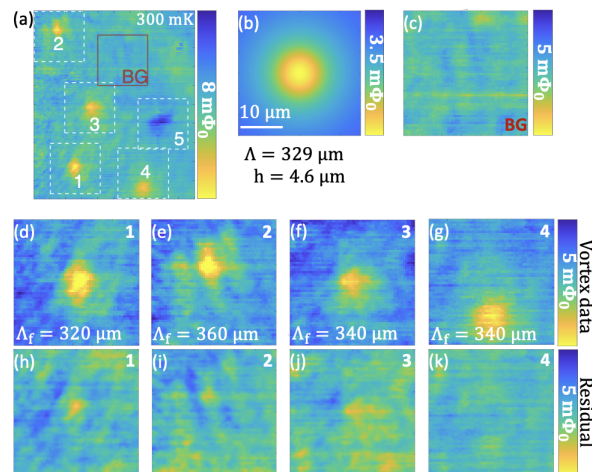 (a)
300 mK
2
BG
3
5
1
4
8 mΦ₀
(b)
10 μm
3.5 mΦ₀
Λ = 329 μm
h = 4.6 μm
(c)
BG
5 mΦ₀
(d)
1
Λf = 320 μm
(e)
2
Λf = 360 μm
(f)
3
Λf = 340 μm
(g)
4
Λf = 340 μm
5 mΦ₀
Vortex data
(h)
1
(i)
2
(j)
3
(k)
4
5 mΦ₀
Residual